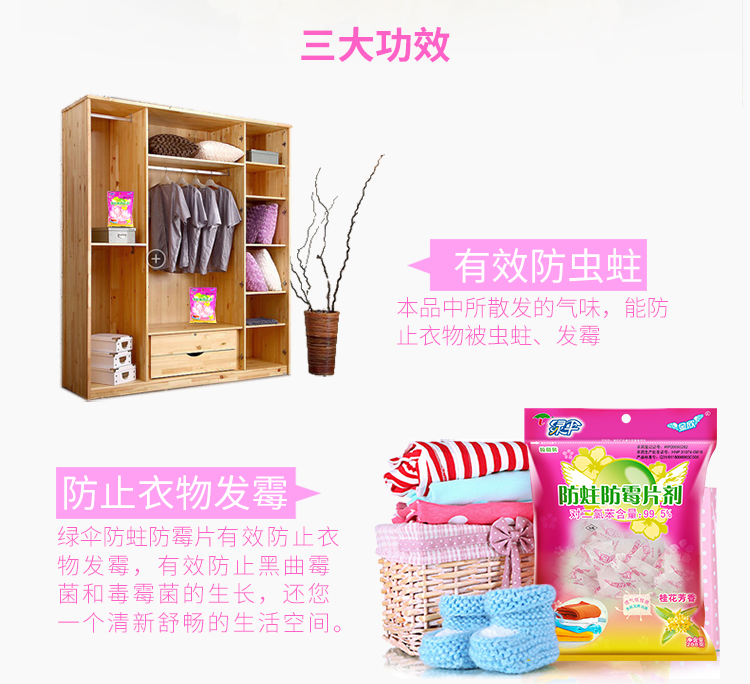 三大功效
有效防虫蛀
本品中所散发的气味，能防
止衣物被虫蛀、发霉
防止衣物发霉
绿伞防蛀防霉片有效防止衣
物发霉，有效防止黑曲霉
菌和毒霉菌的生长，还您
一个清新舒畅的生活空间。
绿伞
防蛀防霉片剂
对二氯苯含量:99.5%
桂花芳香